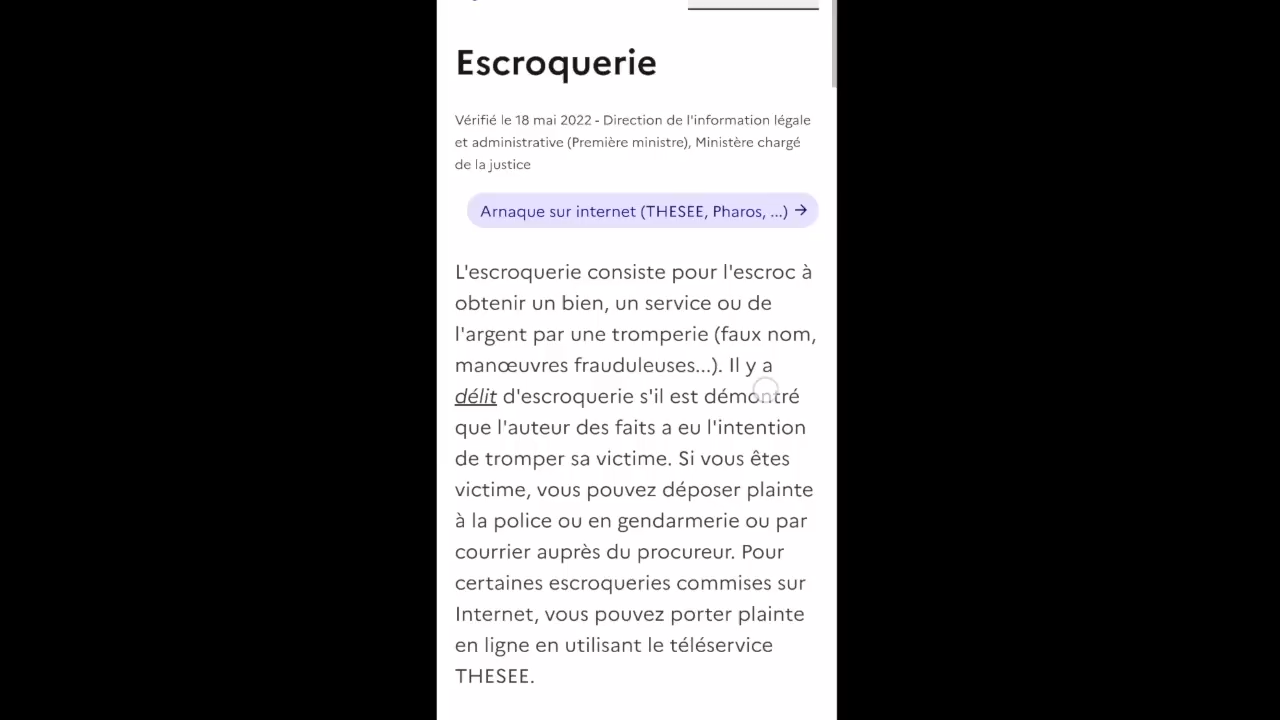 Escroquerie
Vérifié le 18 mai 2022 - Direction de l'information légale
et administrative (Première ministre), Ministère chargé
de la justice
Arnaque sur internet (THESEE, Pharos, ...) →
L'escroquerie consiste pour l'escroc à
obtenir un bien, un service ou de
l'argent par une tromperie (faux nom,
manœuvres frauduleuses...). Il y a
délit d'escroquerie s'il est démontré
que l'auteur des faits a eu l'intention
de tromper sa victime. Si vous êtes
victime, vous pouvez déposer plainte
à la police ou en gendarmerie ou par
courrier auprès du procureur. Pour
certaines escroqueries commises sur
Internet, vous pouvez porter plainte
en ligne en utilisant le téléservice
THESEE.